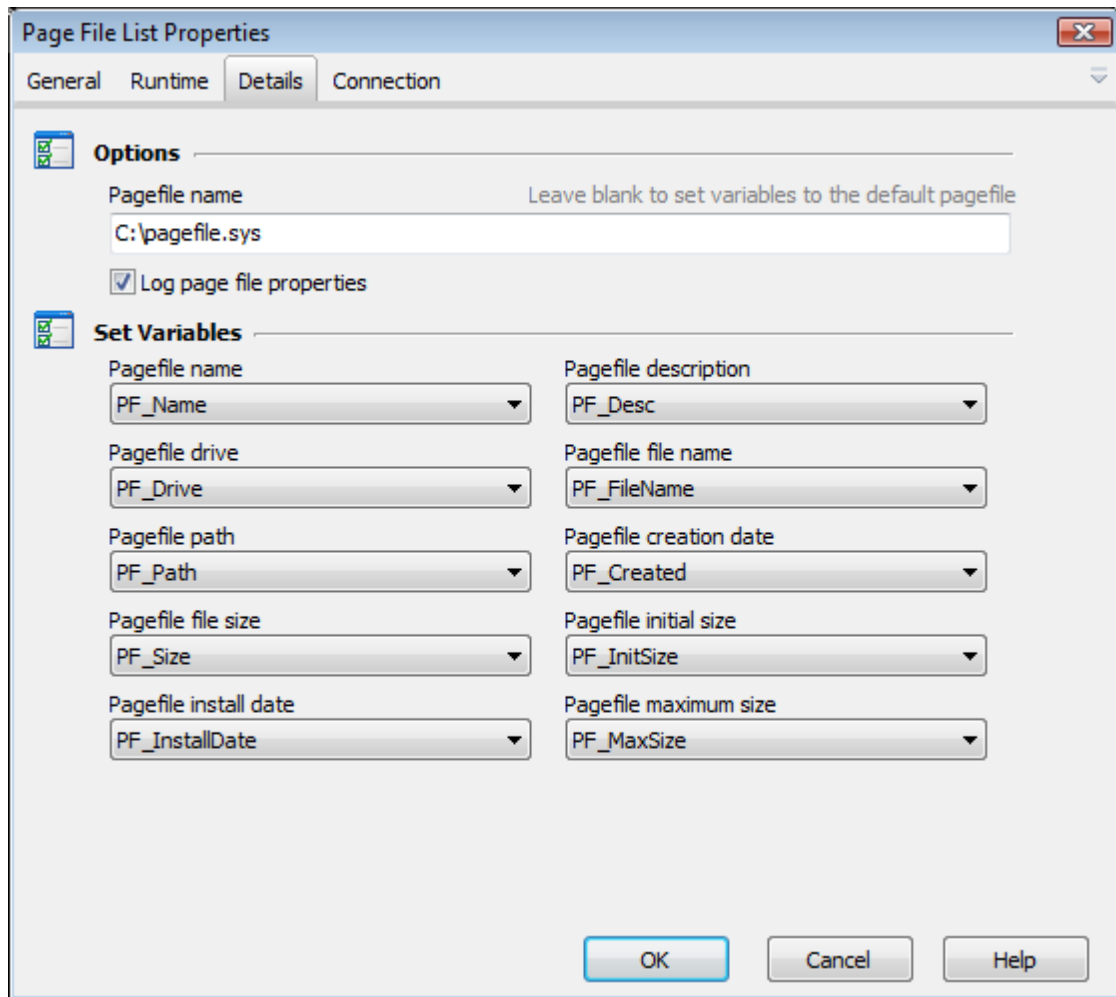 Page File List Properties
General Runtime Details Connection
Options
Pagefile name Leave blank to set variables to the default pagefile
C:\pagefile.sys
Log page file properties
Set Variables
Pagefile name Pagefile description
PF_Name PF_Desc
Pagefile drive Pagefile file name
PF_Drive PF_FileName
Pagefile path Pagefile creation date
PF_Path PF_Created
Pagefile file size Pagefile initial size
PF_Size PF_InitSize
Pagefile install date Pagefile maximum size
PF_InstallDate PF_MaxSize
OK Cancel Help